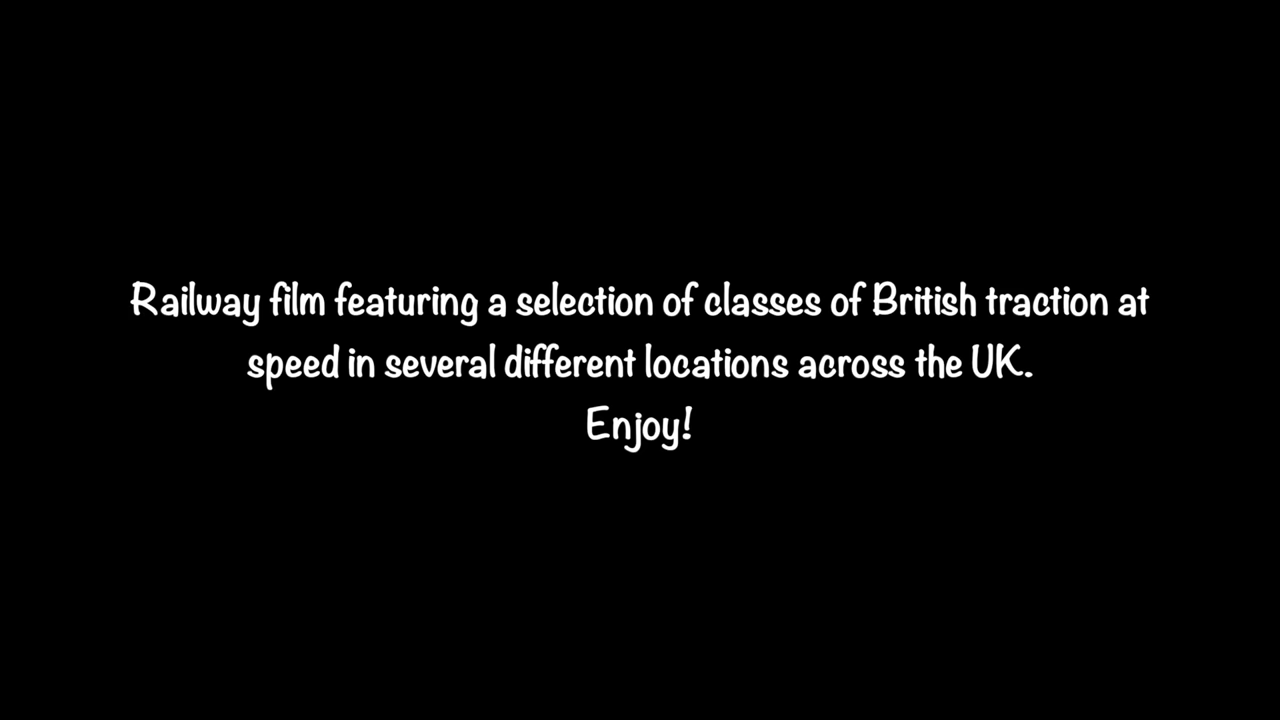 Railway film featuring a selection of classes of British traction at
speed in several different locations across the UK.
Enjoy!